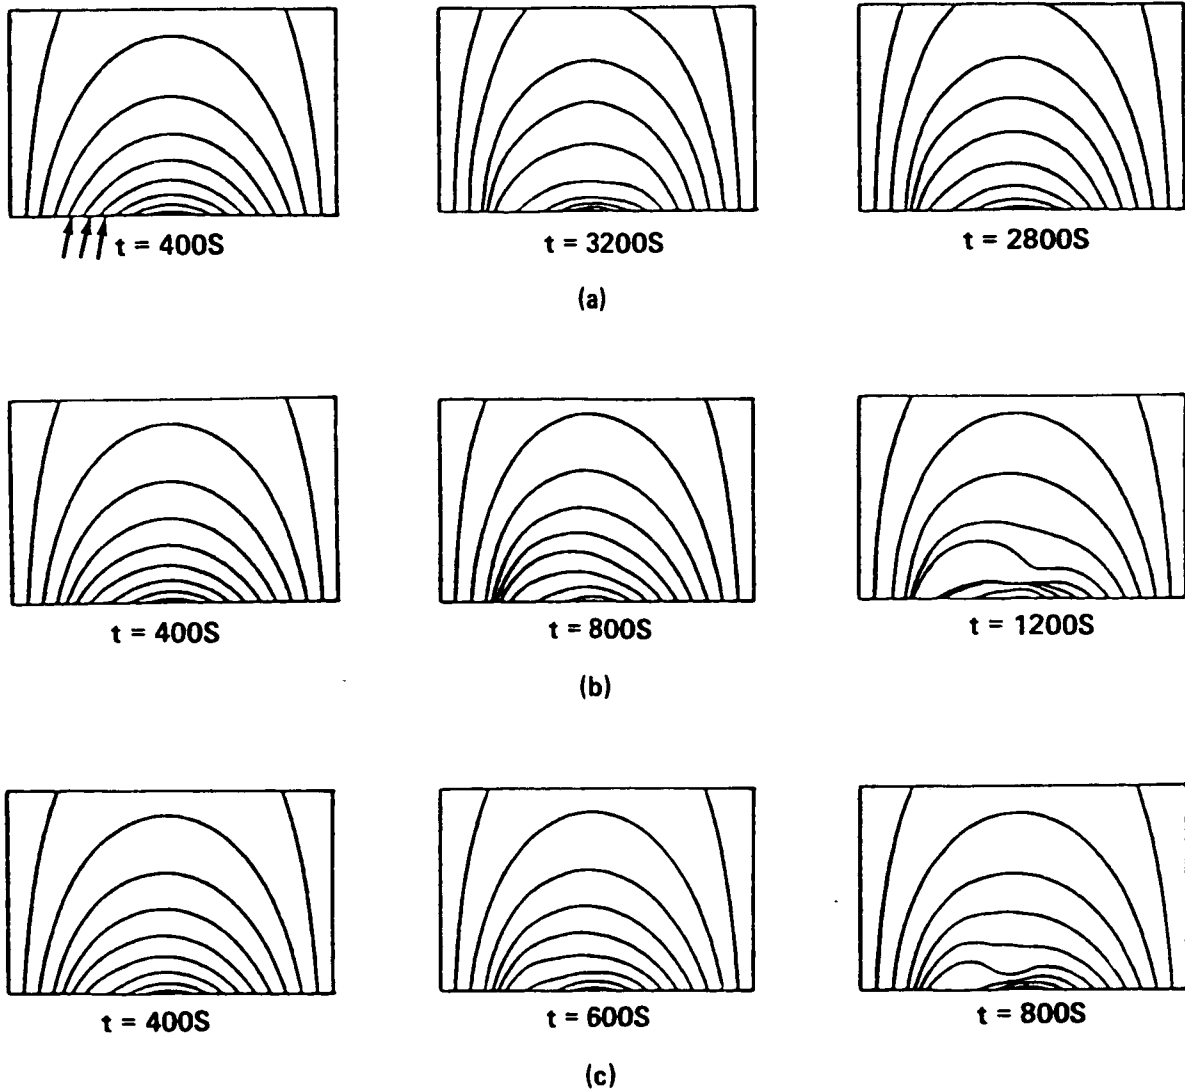 t = 400S
t = 3200S
t = 2800S
(a)
t = 400S
t = 800S
t = 1200S
(b)
t = 400S
t = 600S
t = 800S
(c)